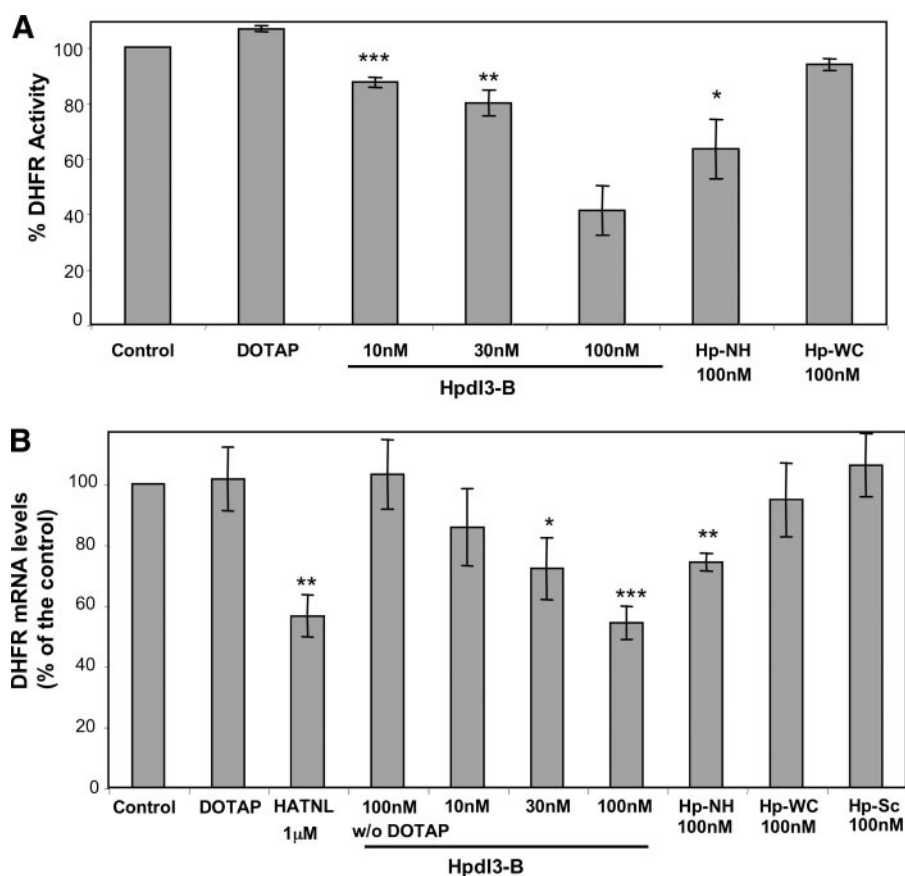 A
% DHFR Activity
100
80
60
40
20
0
***
**
*
Control DOTAP 10nM 30nM 100nM Hp-NH Hp-WC
100nM 100nM
HpdI3-B
B
DHFR mRNA levels
(% of the control)
100
80
60
40
20
0
**
*
***
**
Control DOTAP HATNL 100nM 10nM 30nM 100nM Hp-NH Hp-WC Hp-Sc
1μM w/o DOTAP 100nM 100nM 100nM
HpdI3-B